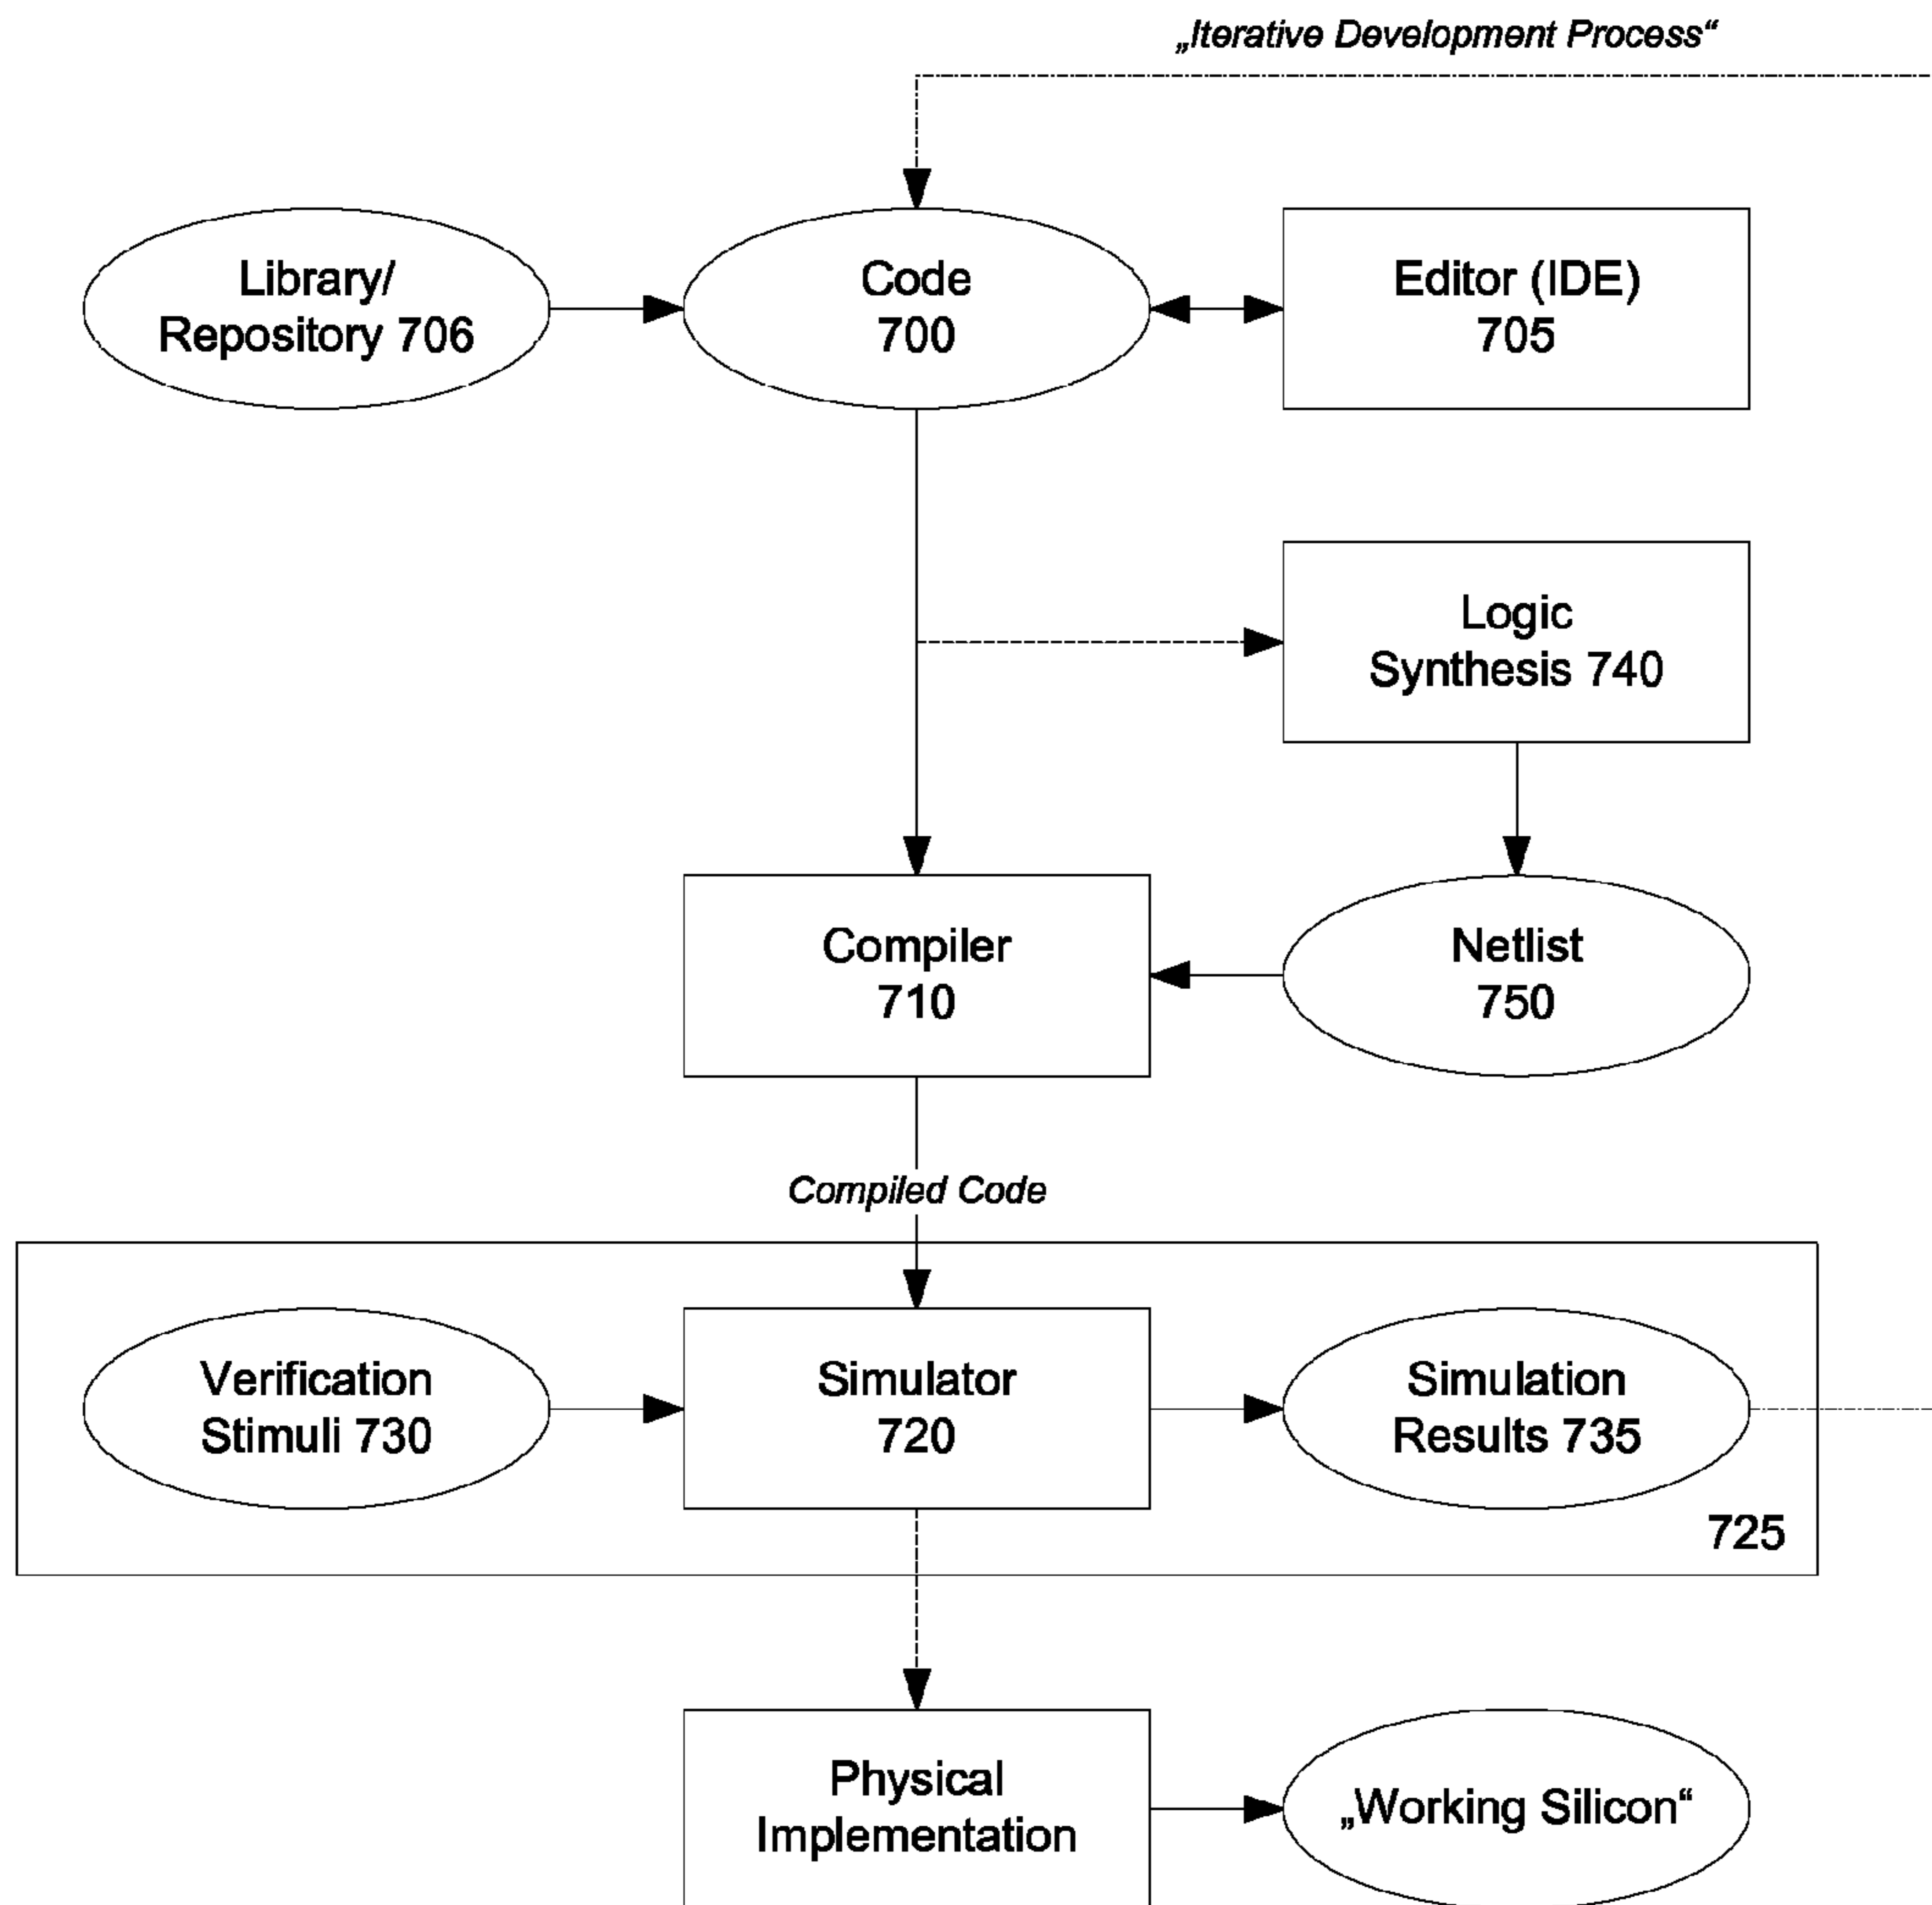 „Iterative Development Process“
Library/
Repository 706
Code
700
Editor (IDE)
705
Logic
Synthesis 740
Compiler
710
Netlist
750
Compiled Code
Verification
Stimuli 730
Simulator
720
Simulation
Results 735
725
Physical
Implementation
„Working Silicon“